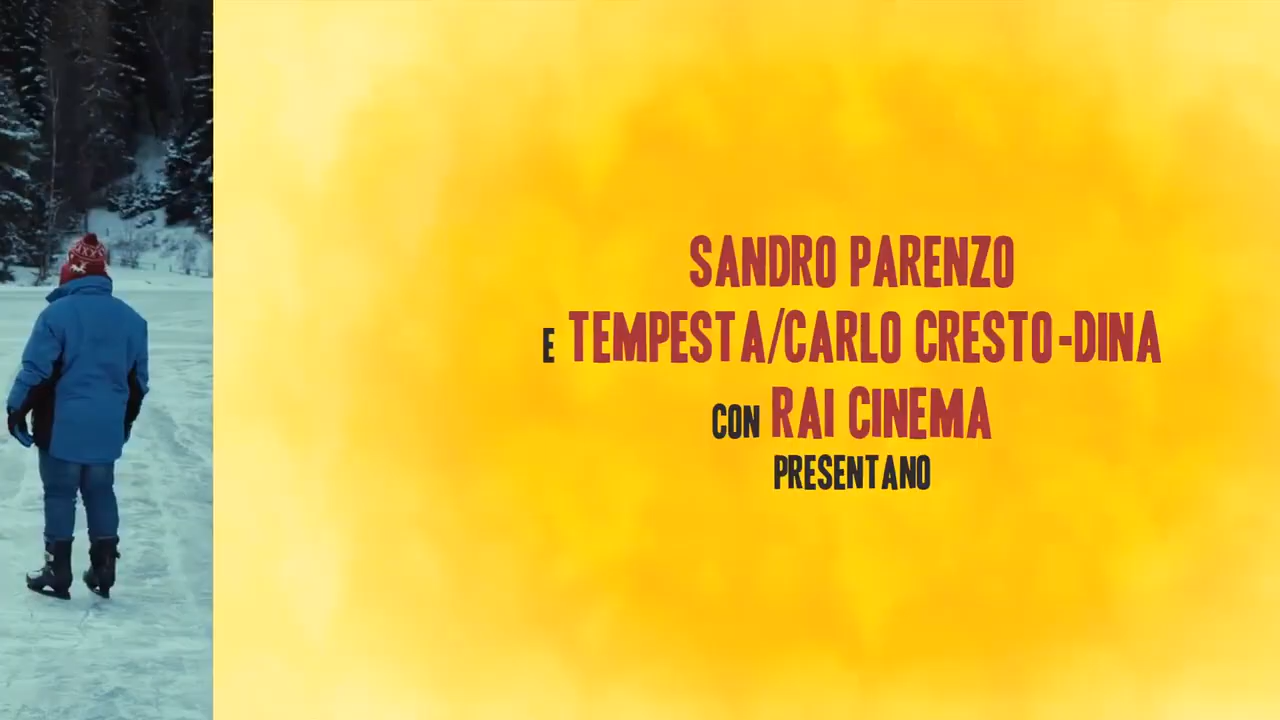 SANDRO PARENZO
E TEMPESTA/CARLO CRESTO-DINA
CON RAI CINEMA
PRESENTANO